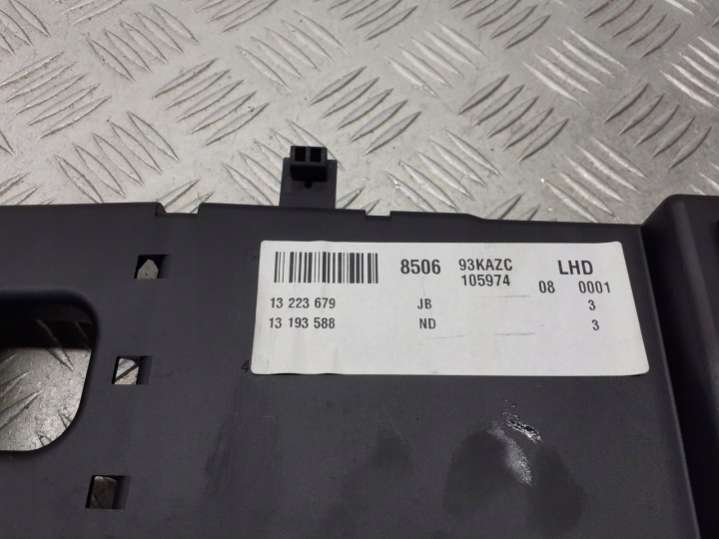 8506 93KAZC LHD
105974 08 0001
13 223 679 JB 3
13 193 588 ND 3